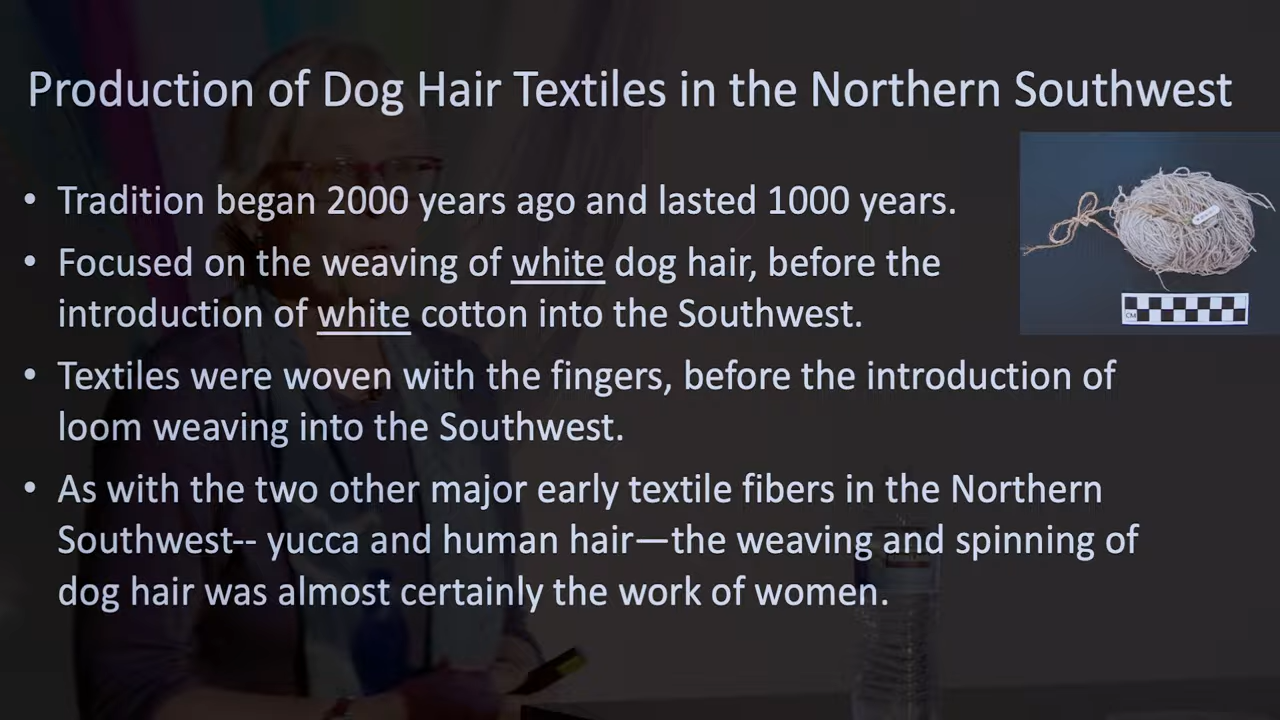 Production of Dog Hair Textiles in the Northern Southwest
• Tradition began 2000 years ago and lasted 1000 years.
• Focused on the weaving of white dog hair, before the
introduction of white cotton into the Southwest.
• Textiles were woven with the fingers, before the introduction of
loom weaving into the Southwest.
• As with the two other major early textile fibers in the Northern
Southwest-- yucca and human hair—the weaving and spinning of
dog hair was almost certainly the work of women.
CM